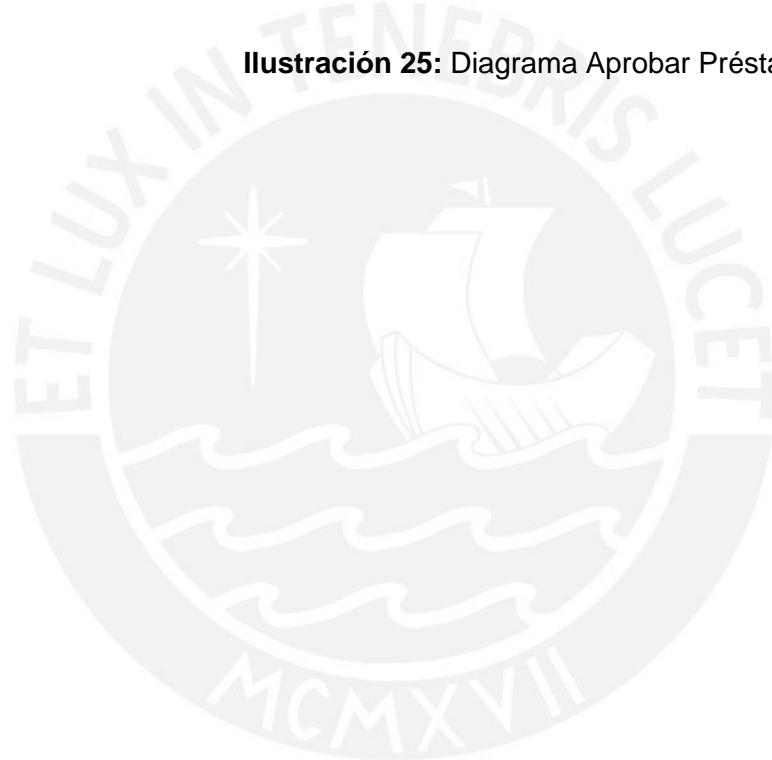 Ilustración 25: Diagrama Aprobar Présta
ET LUX IN TENEBRIS LUCET
MCMXVII